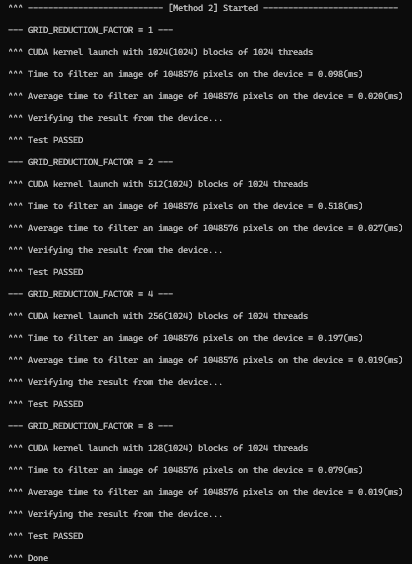 ^^^ --------------------------- [Method 2] Started ---------------------------
--- GRID_REDUCTION_FACTOR = 1 ---
^^^ CUDA kernel launch with 1024(1024) blocks of 1024 threads
^^^ Time to filter an image of 1048576 pixels on the device = 0.098(ms)
^^^ Average time to filter an image of 1048576 pixels on the device = 0.020(ms)
^^^ Verifying the result from the device...
^^^ Test PASSED
--- GRID_REDUCTION_FACTOR = 2 ---
^^^ CUDA kernel launch with 512(1024) blocks of 1024 threads
^^^ Time to filter an image of 1048576 pixels on the device = 0.518(ms)
^^^ Average time to filter an image of 1048576 pixels on the device = 0.027(ms)
^^^ Verifying the result from the device...
^^^ Test PASSED
--- GRID_REDUCTION_FACTOR = 4 ---
^^^ CUDA kernel launch with 256(1024) blocks of 1024 threads
^^^ Time to filter an image of 1048576 pixels on the device = 0.197(ms)
^^^ Average time to filter an image of 1048576 pixels on the device = 0.019(ms)
^^^ Verifying the result from the device...
^^^ Test PASSED
--- GRID_REDUCTION_FACTOR = 8 ---
^^^ CUDA kernel launch with 128(1024) blocks of 1024 threads
^^^ Time to filter an image of 1048576 pixels on the device = 0.079(ms)
^^^ Average time to filter an image of 1048576 pixels on the device = 0.019(ms)
^^^ Verifying the result from the device...
^^^ Test PASSED
^^^ Done